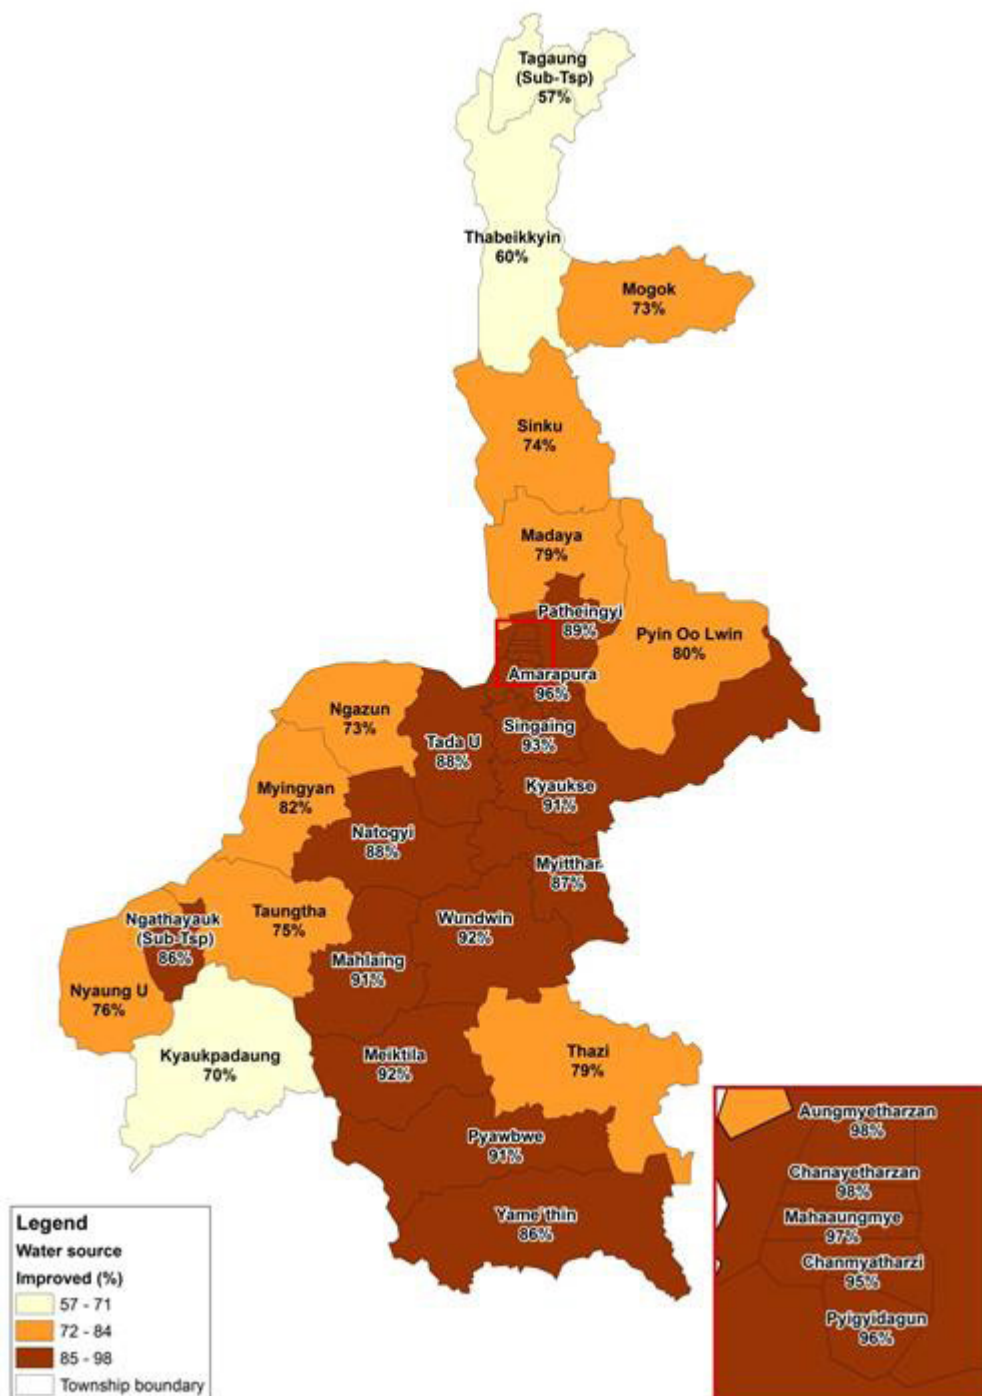 Tagaung
(Sub-Tsp)
57%
Thabeikkyin
60%
Mogok
73%
Sinku
74%
Madaya
79%
Patheingyi
89%
Pyin Oo Lwin
80%
Amarapura
96%
Ngazun
73%
Tada U
88%
Singaing
93%
Kyaukse
91%
Myingyan
82%
Natogyi
88%
Myitthar
87%
Taungtha
75%
Ngathayauk
(Sub-Tsp)
86%
Wundwin
92%
Mahlaing
91%
Nyaung U
76%
Kyaukpadaung
70%
Meiktila
92%
Thazi
79%
Pyawbwe
91%
Yame'thin
86%
Aungmyetharzan
98%
Chanayetharzan
98%
Mahaaungmye
97%
Chanmyatharzi
95%
Pyigyidagun
96%
Legend
Water source
Improved (%)
57 - 71
72 - 84
85 - 98
Township boundary